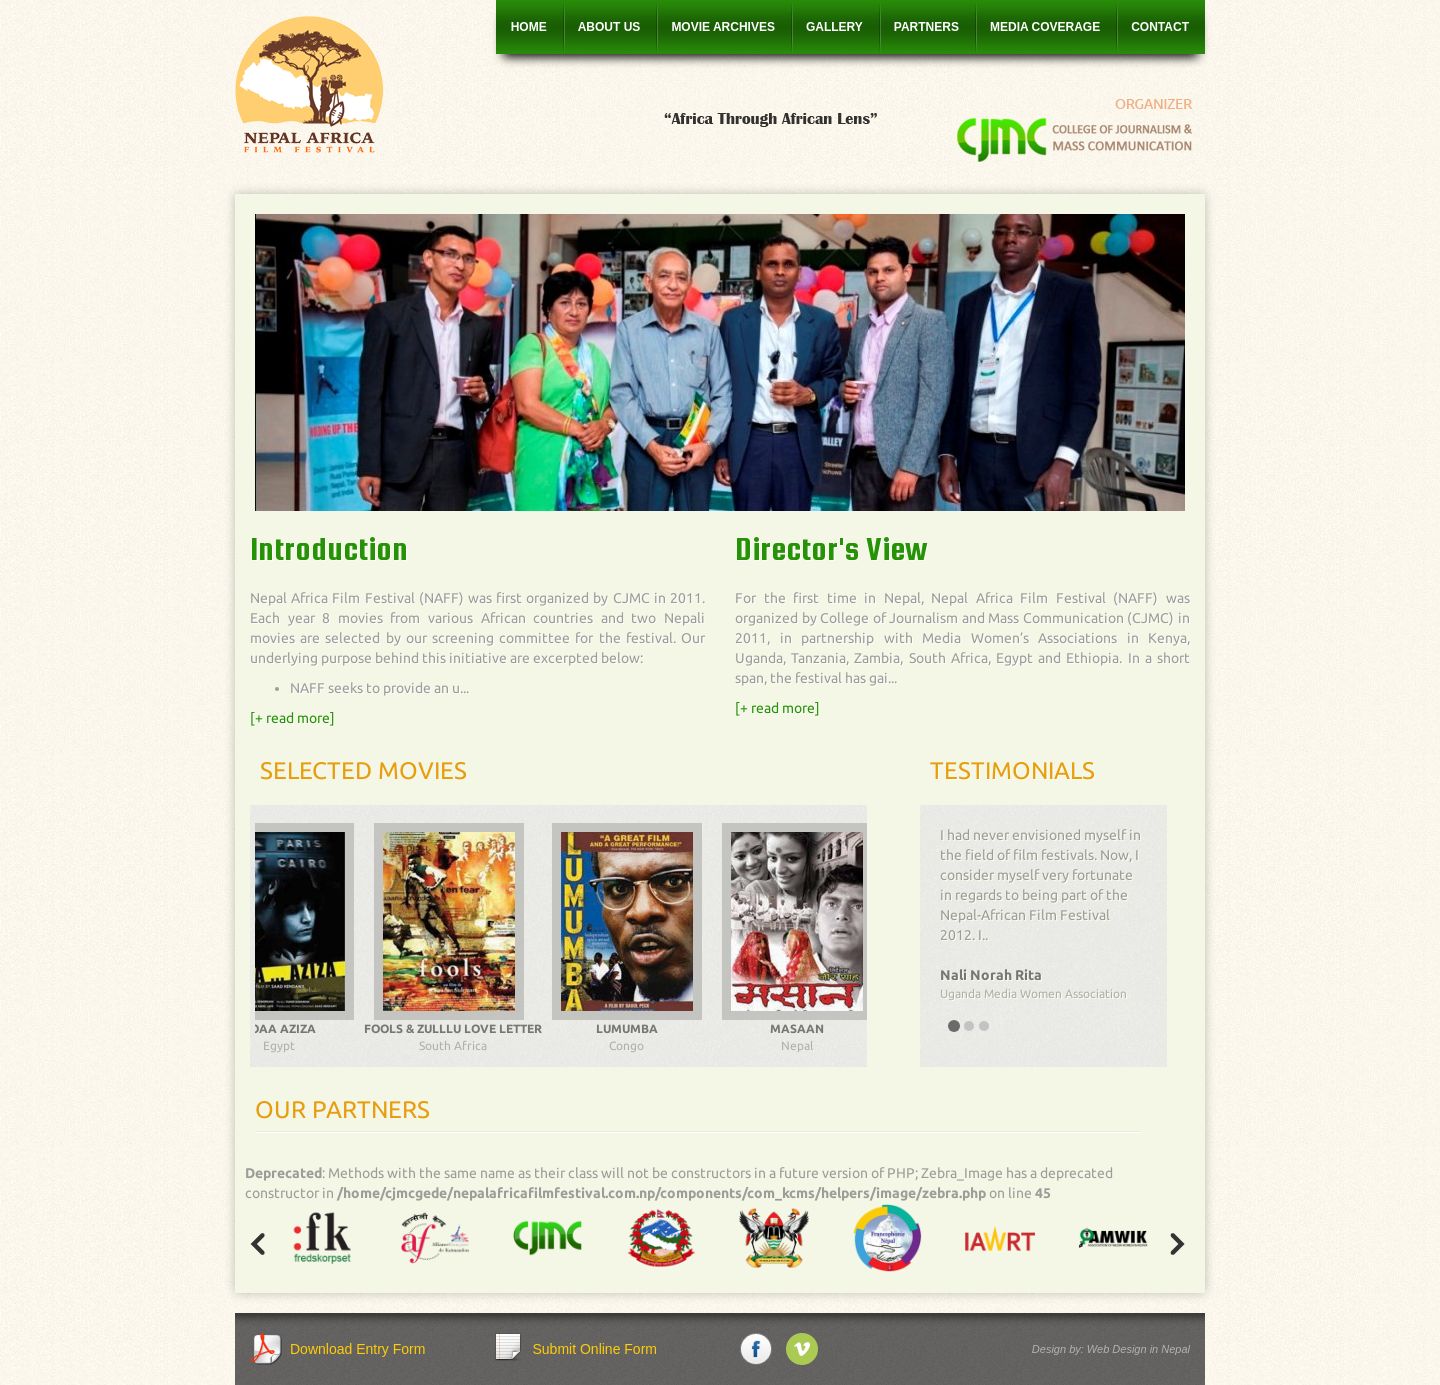 HOME ABOUT US MOVIE ARCHIVES GALLERY PARTNERS MEDIA COVERAGE CONTACT
NEPAL AFRICA
FILM FESTIVAL
“Africa Through African Lens”
ORGANIZER
CJMC COLLEGE OF JOURNALISM &
MASS COMMUNICATION
Introduction
Nepal Africa Film Festival (NAFF) was first organized by CJMC in 2011.
Each year 8 movies from various African countries and two Nepali
movies are selected by our screening committee for the festival. Our
underlying purpose behind this initiative are excerpted below:
• NAFF seeks to provide an u...
[+ read more]
Director's View
For the first time in Nepal, Nepal Africa Film Festival (NAFF) was
organized by College of Journalism and Mass Communication (CJMC) in
2011, in partnership with Media Women’s Associations in Kenya,
Uganda, Tanzania, Zambia, South Africa, Egypt and Ethiopia. In a short
span, the festival has gai...
[+ read more]
SELECTED MOVIES
PARIS
CAIRO
AZIZA
DAA AZIZA
Egypt
fools
FOOLS & ZULLLU LOVE LETTER
South Africa
“A GREAT FILM
AND A GREAT PERFORMANCE!”
LUMUMBA
A FILM BY RAOUL PECK
LUMUMBA
Congo
मसान
MASAAN
Nepal
TESTIMONIALS
I had never envisioned myself in
the field of film festivals. Now, I
consider myself very fortunate
in regards to being part of the
Nepal-African Film Festival
2012. I..
Nali Norah Rita
Uganda Media Women Association
OUR PARTNERS
Deprecated: Methods with the same name as their class will not be constructors in a future version of PHP; Zebra_Image has a deprecated
constructor in /home/cjmcgede/nepalafricafilmfestival.com.np/components/com_kcms/helpers/image/zebra.php on line 45
:fk
fredskorpset
af
CJMC
Francophonie
Népal
IAWRT
AMWIK
Download Entry Form
Submit Online Form
Design by: Web Design in Nepal